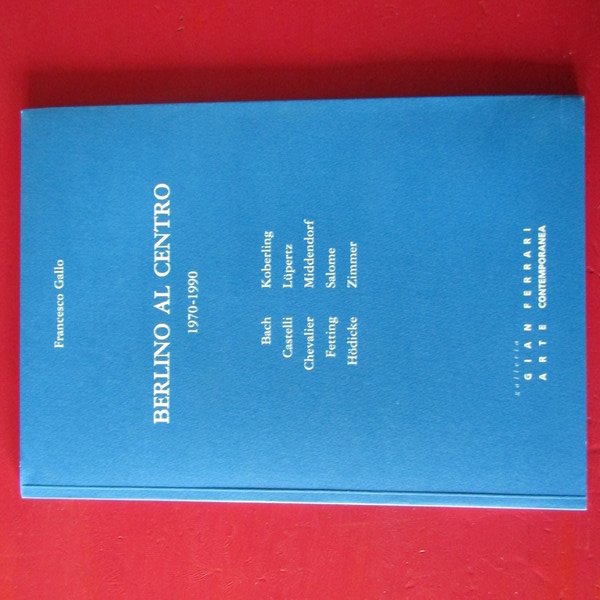 Francesco Gallo
BERLINO AL CENTRO
1970-1990
Bach Koberling
Castelli Lüpertz
Chevalier Middendorf
Fetting Salome
Hödicke Zimmer
galleria
GIAN FERRARI
ARTE CONTEMPORANEA